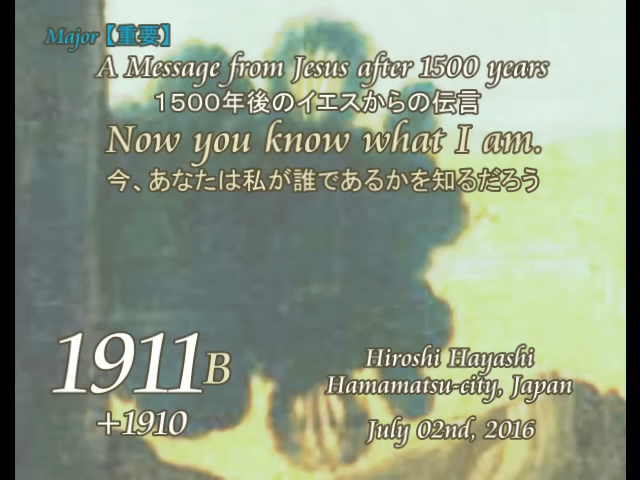 Major【重要】
A Message from Jesus after 1500 years
１５００年後のイエスからの伝言
Now you know what I am.
今、あなたは私が誰であるかを知るだろう
1911B
+1910
Hiroshi Hayashi
Hamamatsu-city, Japan
July 02nd, 2016